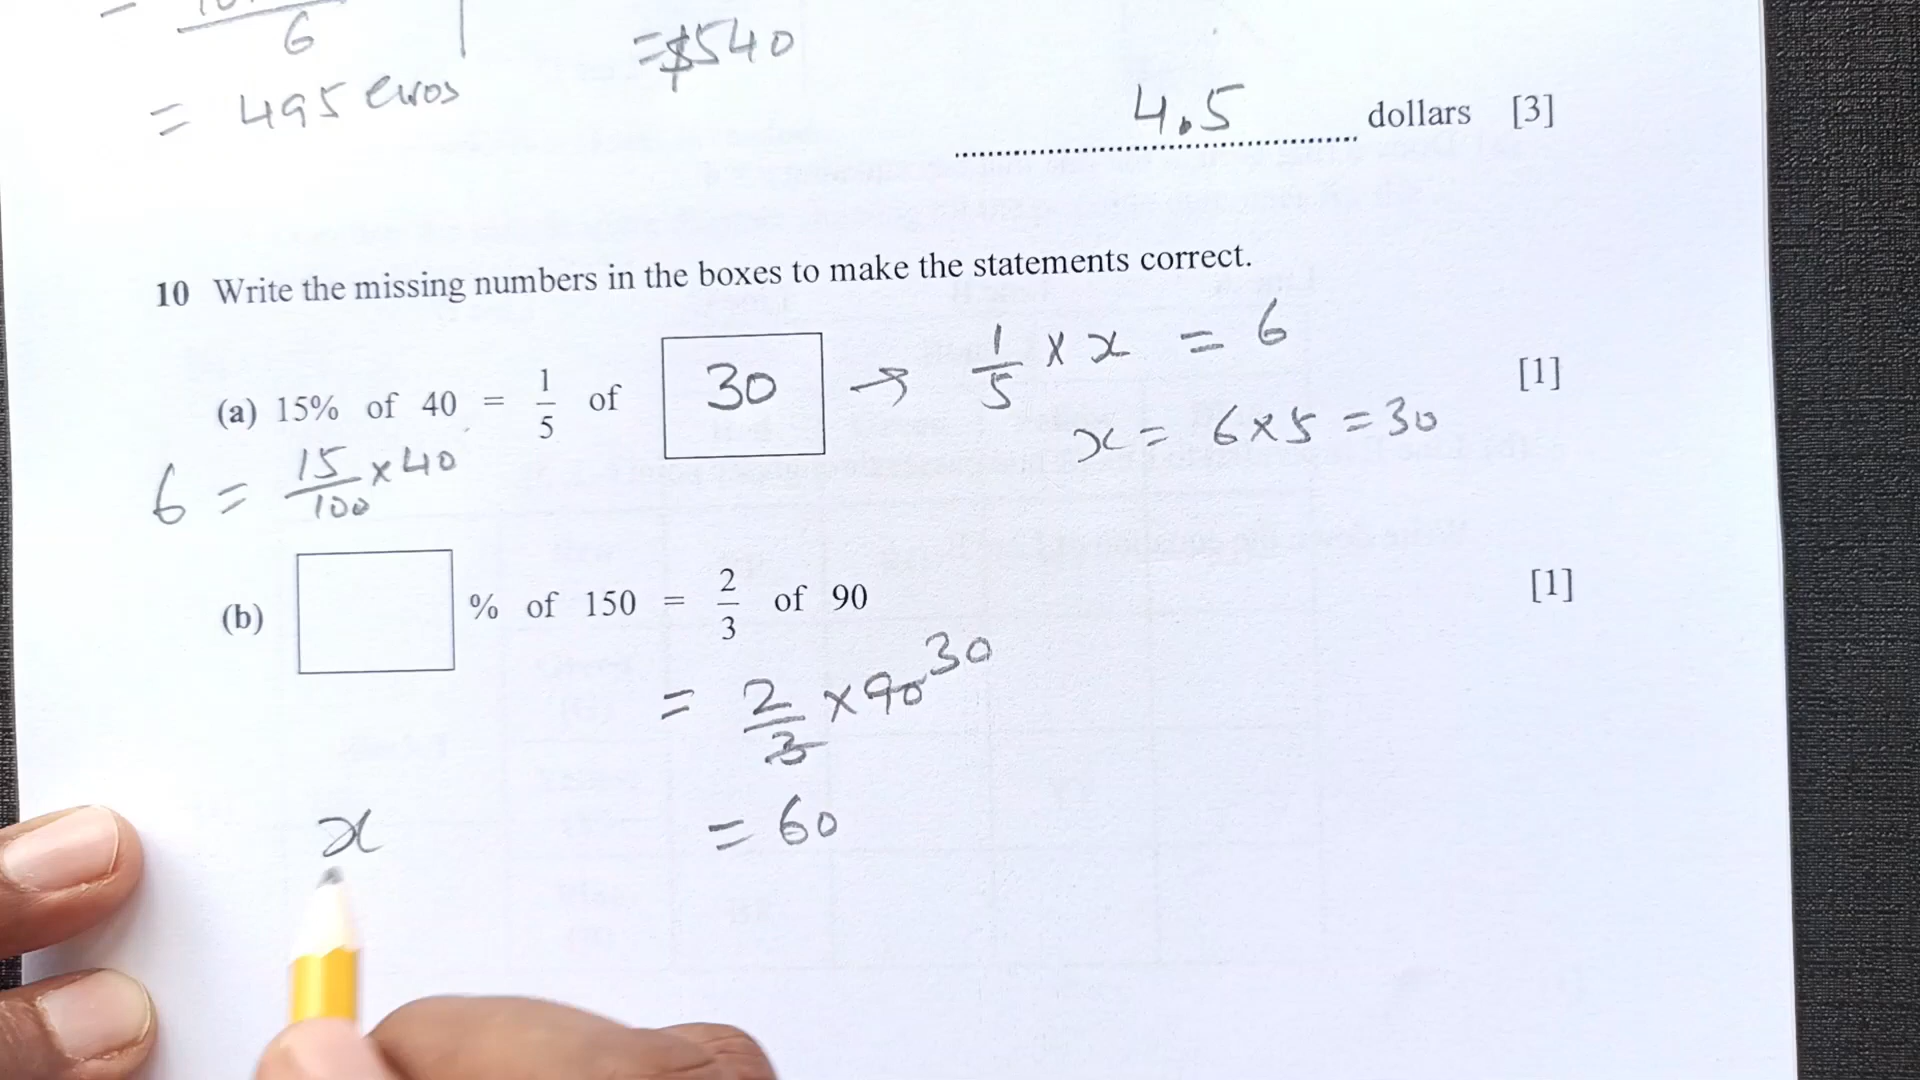 6
= $540
= 495 euros
4.5 dollars [3]
10 Write the missing numbers in the boxes to make the statements correct.
(a) 15% of 40 = 1/5 of 30 → 1/5 × x = 6 [1]
x = 6 × 5 = 30
6 = 15/100 × 40
(b) % of 150 = 2/3 of 90 [1]
= 2/3 × 90 30
x = 60